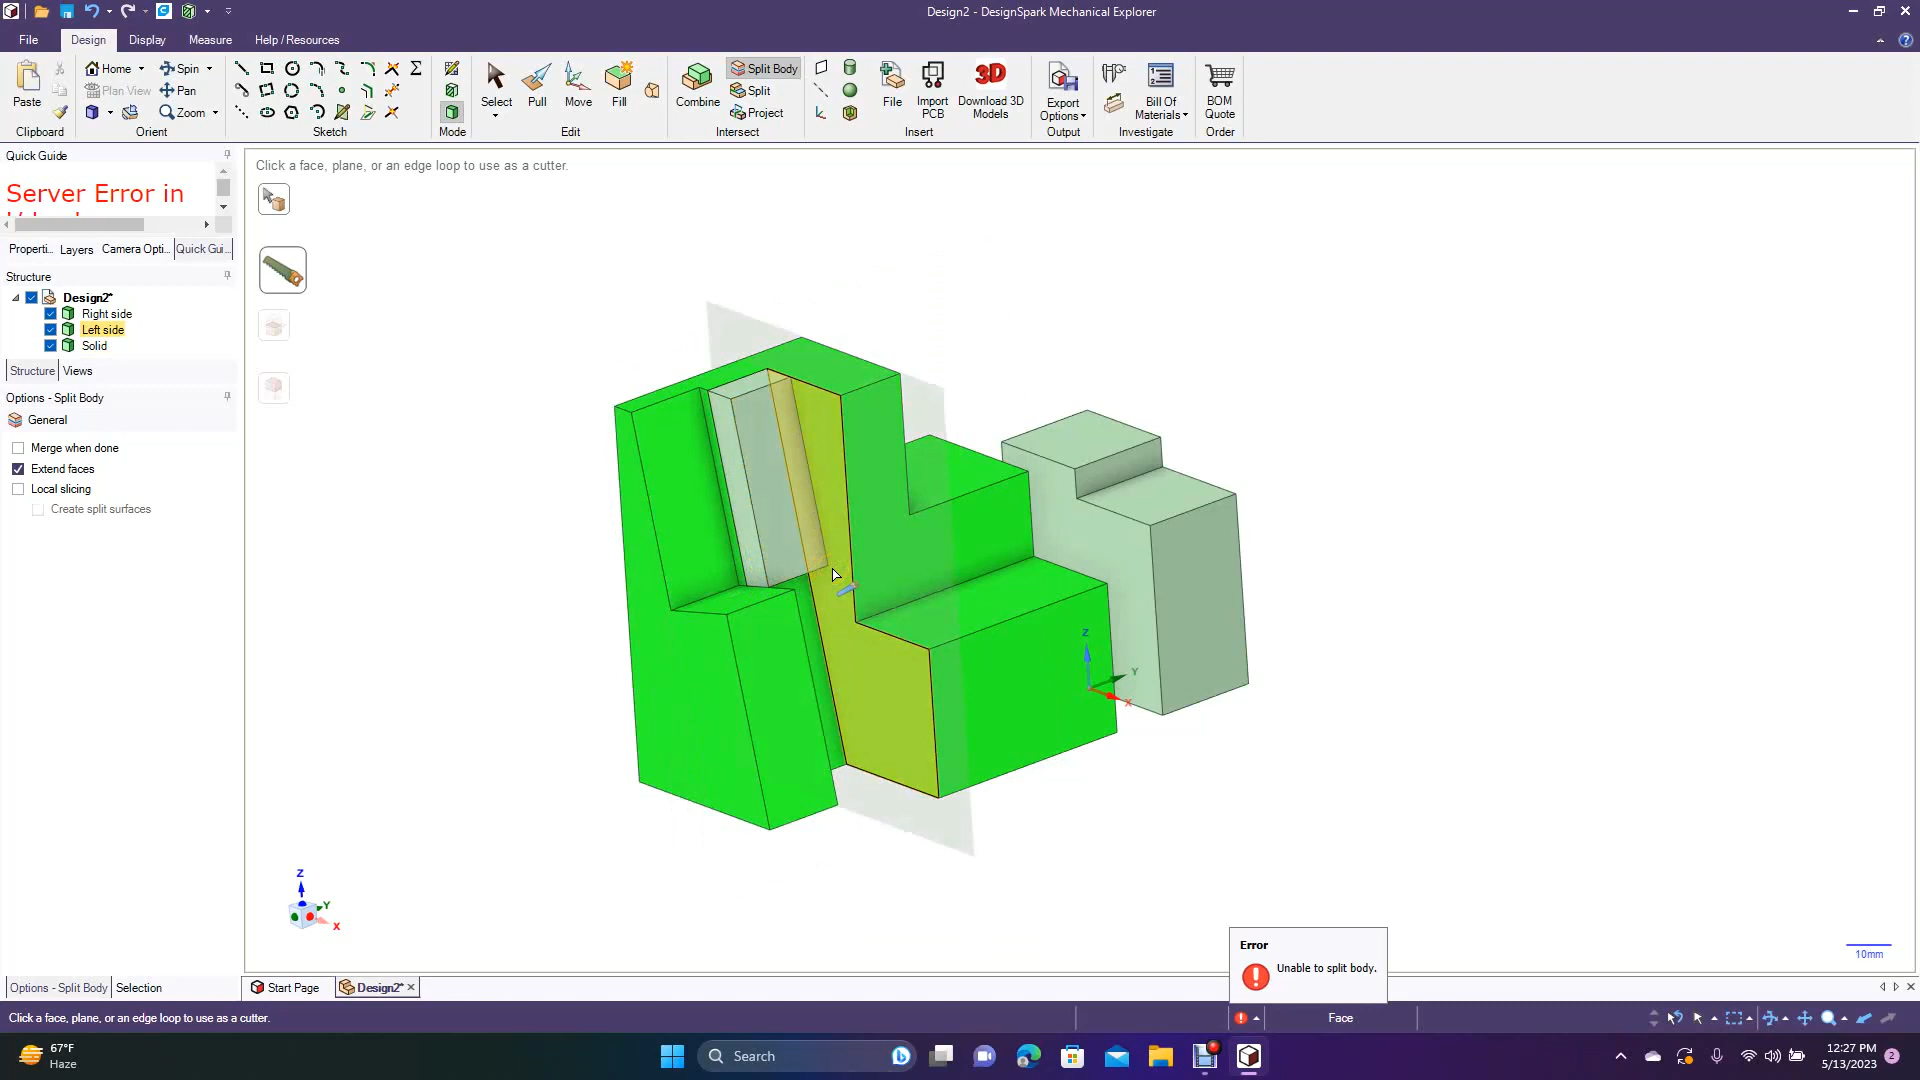 Design2 - DesignSpark Mechanical Explorer
File Design Display Measure Help / Resources
Paste
Clipboard
Home Spin
Plan View Pan
Zoom
Orient
Sketch
Mode
Select Pull Move Fill
Edit
Combine Split Body
Split
Project
Intersect
File Import PCB Download 3D Models
3D
Insert
Export Options
Output
Bill Of Materials
Investigate
BOM Quote
Order
Quick Guide
Server Error in
Properti... Layers Camera Opti... Quick Gui...
Structure
Design2*
Right side
Left side
Solid
Structure Views
Options - Split Body
General
Merge when done
Extend faces
Local slicing
Create split surfaces
Click a face, plane, or an edge loop to use as a cutter.
Z
Y
X
Z
Y
X
10mm
Error
Unable to split body.
Options - Split Body Selection
Start Page Design2*
Click a face, plane, or an edge loop to use as a cutter.
Face
67°F
Haze
Search
12:27 PM
5/13/2023
2